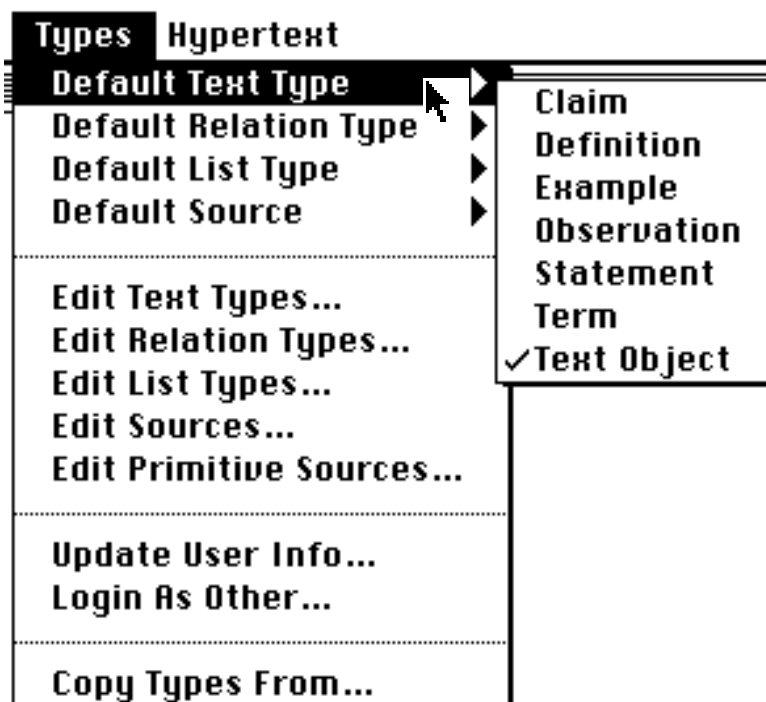 Types Hypertext
Default Text Type
Default Relation Type
Default List Type
Default Source
Edit Text Types...
Edit Relation Types...
Edit List Types...
Edit Sources...
Edit Primitive Sources...
Update User Info...
Login As Other...
Copy Types From...
Claim
Definition
Example
Observation
Statement
Term
✓Text Object